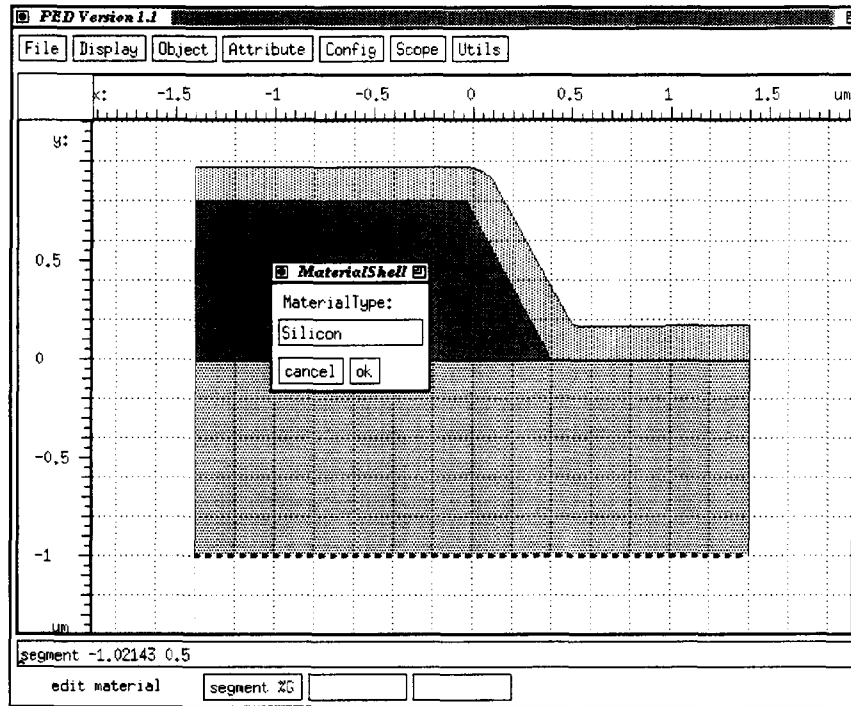 PED Version 1.1
File Display Object Attribute Config Scope Utils
x: -1.5 -1 -0.5 0 0.5 1 1.5 um
y:
0.5
0
-0.5
-1
um
MaterialShell
MaterialType:
Silicon
cancel ok
segment -1.02143 0.5
edit material segment %G